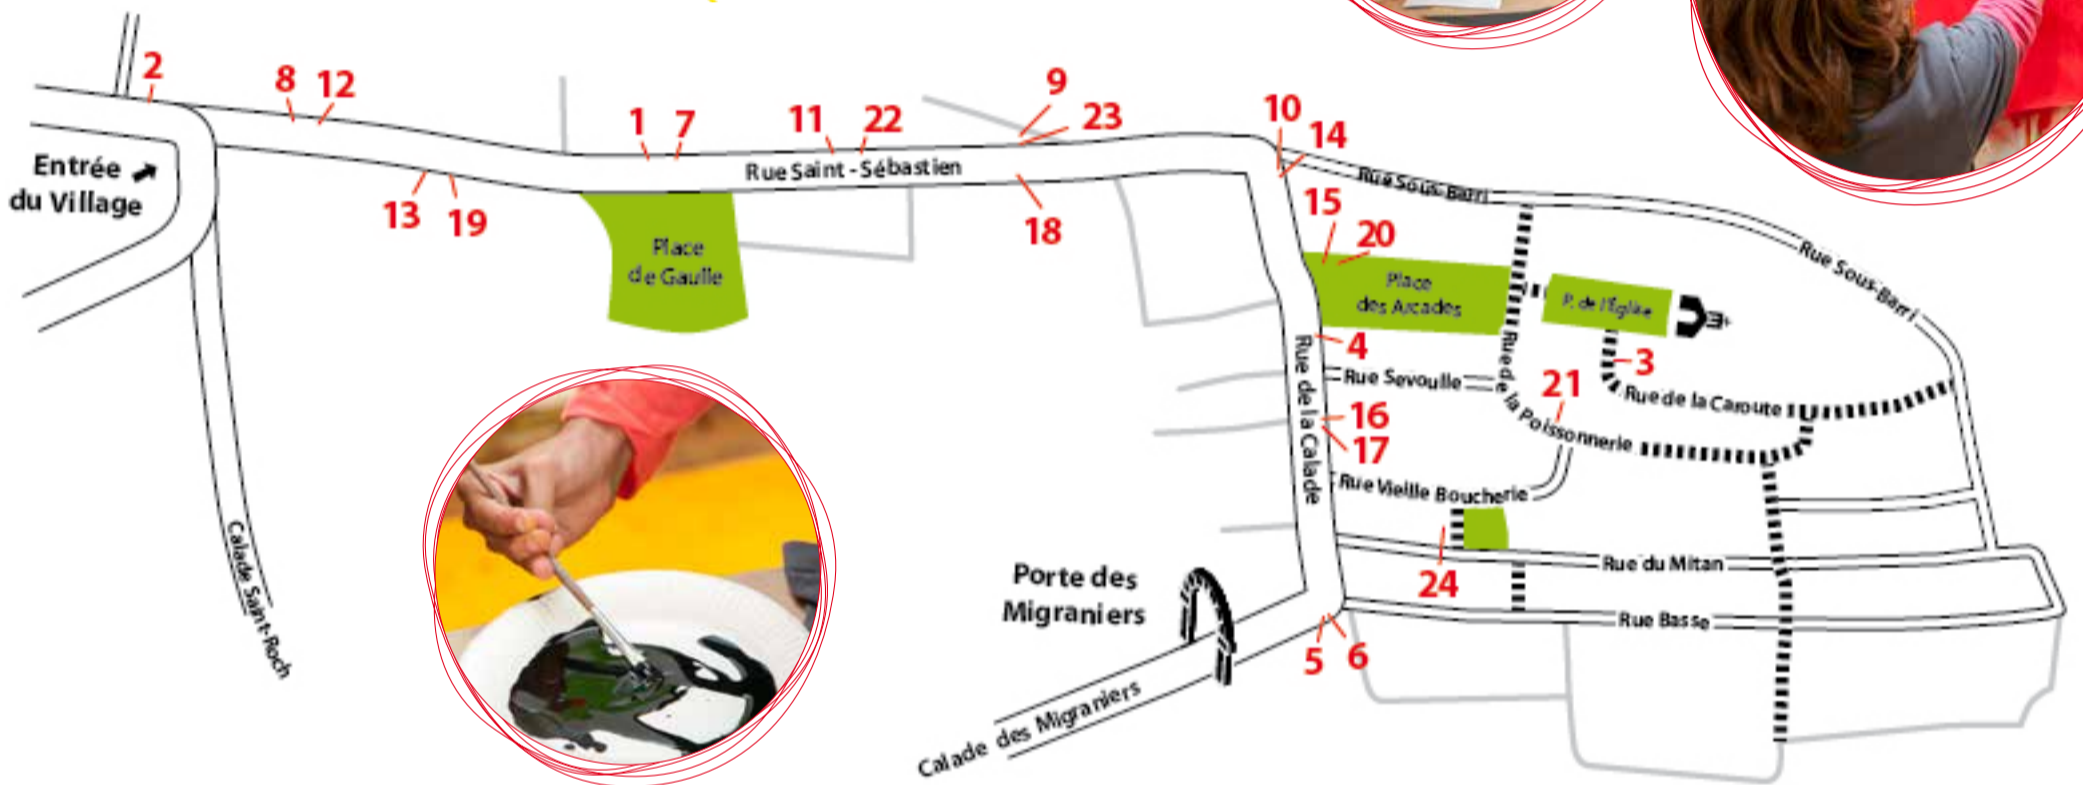 2
8
12
Entrée
du Village
13
19
1
7
11
22
9
23
Rue Saint-Sébastien
18
10
14
Place
de Gaulle
Rue Sous-Barri
15
20
Place
des Arcades
P. de l'Église
Rue Sous-Barri
4
3
Rue Sevoulle
21
Rue de la Caroute
Rue de la Poissonnerie
16
17
Rue de la Calade
Rue Vieille Boucherie
24
Rue du Mitan
Rue Basse
Porte des
Migraniers
5
6
Calade des Migraniers
Calade Saint-Roch